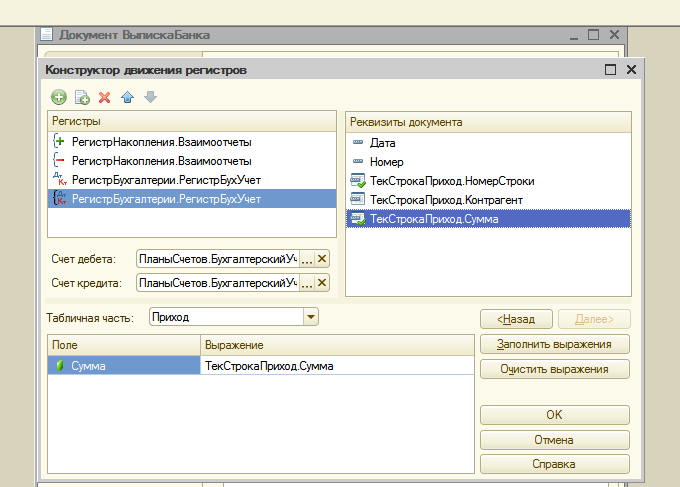 Документ ВыпискаБанка
Конструктор движения регистров
Регистры
РегистрНакопления.Взаимоотчеты
РегистрНакопления.Взаимоотчеты
РегистрБухгалтерии.РегистрБухУчет
РегистрБухгалтерии.РегистрБухУчет
Реквизиты документа
Дата
Номер
ТекСтрокаПриход.НомерСтроки
ТекСтрокаПриход.Контрагент
ТекСтрокаПриход.Сумма
Счет дебета: ПланыСчетов.БухгалтерскийУч ...
Счет кредита: ПланыСчетов.БухгалтерскийУч ...
Табличная часть: Приход
<Назад
Далее>
Поле Выражение
Сумма ТекСтрокаПриход.Сумма
Заполнить выражения
Очистить выражения
OK
Отмена
Справка